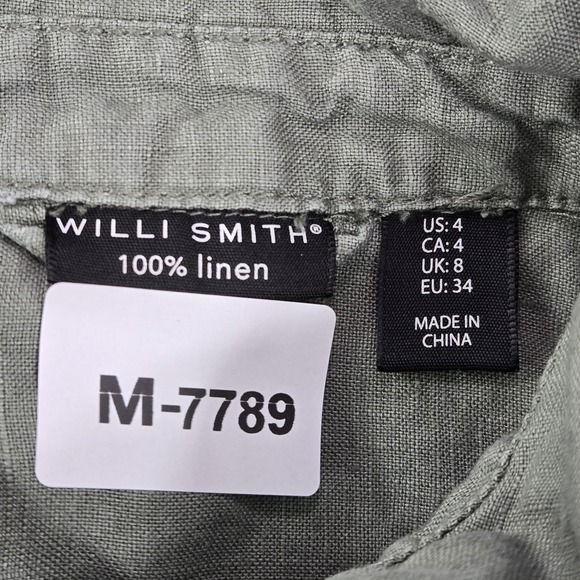 WILLI SMITH®
100% linen
US: 4
CA: 4
UK: 8
EU: 34
MADE IN
CHINA
M-7789